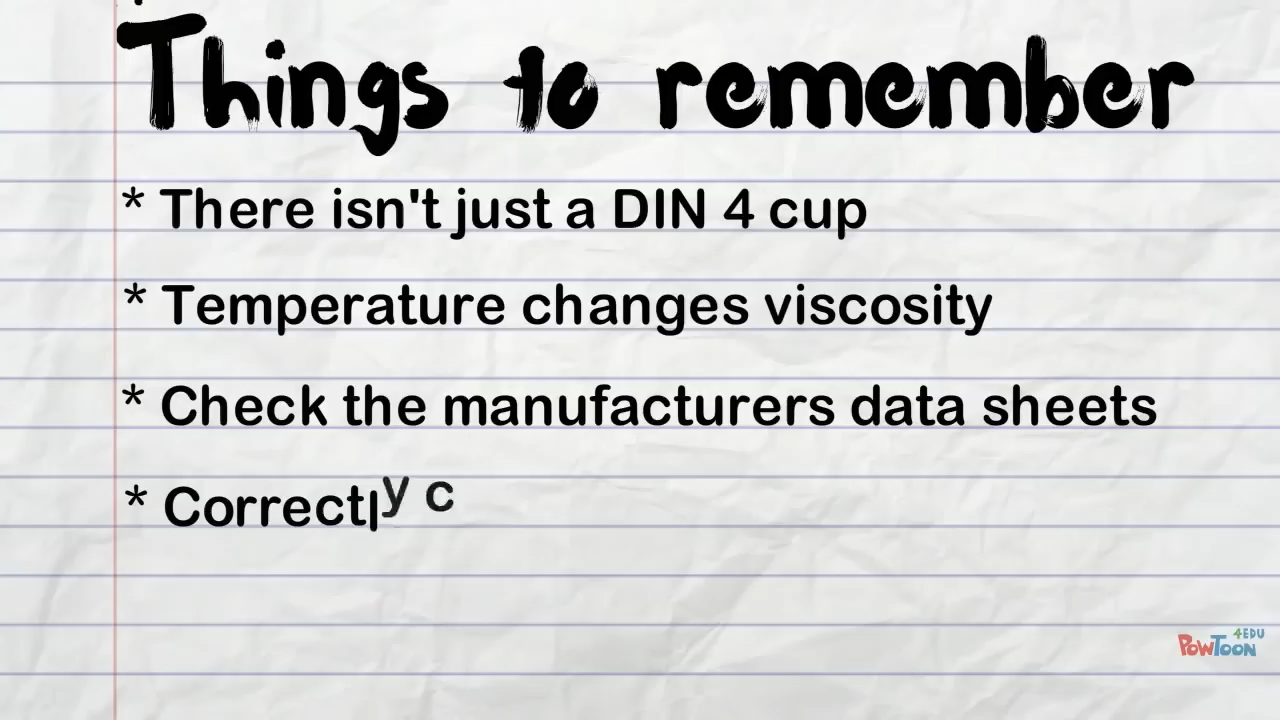 Things to remember
* There isn't just a DIN 4 cup
* Temperature changes viscosity
* Check the manufacturers data sheets
* Correctly c
4EDU
PowToon